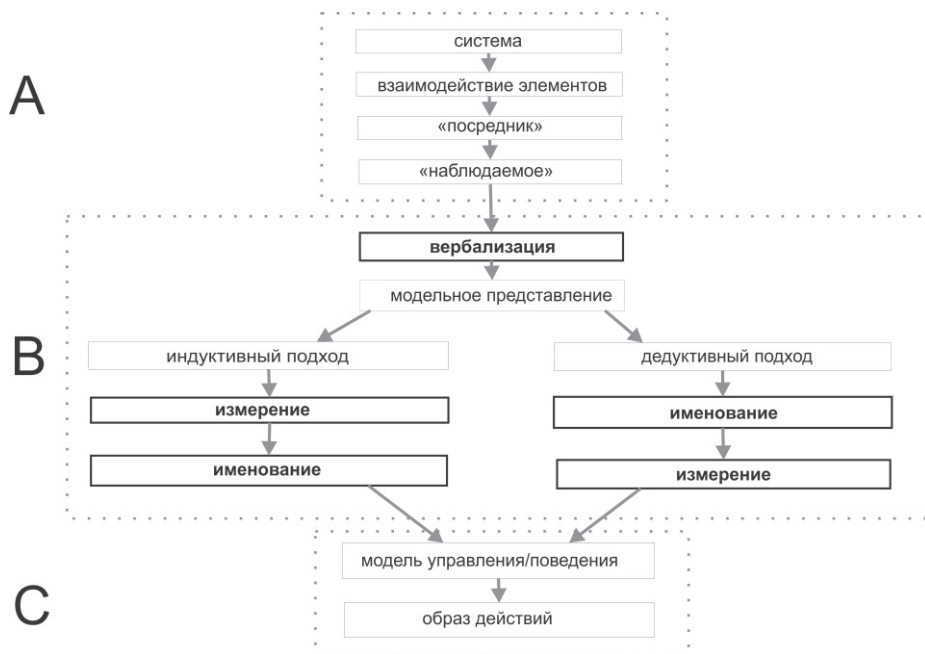 A
система
взаимодействие элементов
«посредник»
«наблюдаемое»
B
вербализация
модельное представление
индуктивный подход
дедуктивный подход
измерение
именование
именование
измерение
C
модель управления/поведения
образ действий